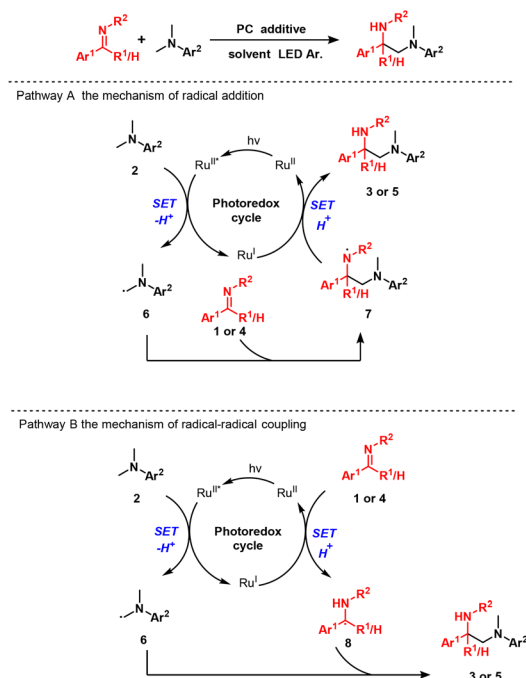 N R² HN R²
PC additive
Ar¹ R¹/H + N Ar² solvent LED Ar. Ar¹ R¹/H N Ar²
Pathway A the mechanism of radical addition
N Ar² hν HN R²
2 Ruᴵᴵ* Ruᴵᴵ Ar¹ R¹/H N Ar²
SET Photoredox SET 3 or 5
-H⁺ cycle H⁺
Ruᴵ
N Ar² N R² N R²
6 Ar¹ R¹/H Ar¹ R¹/H N Ar²
1 or 4 7
Pathway B the mechanism of radical-radical coupling
N Ar² hν N R²
2 Ruᴵᴵ* Ruᴵᴵ Ar¹ R¹/H
1 or 4
SET Photoredox SET
-H⁺ cycle H⁺
Ruᴵ
N Ar² HN R² HN R²
6 Ar¹ R¹/H Ar¹ R¹/H N Ar²
8 3 or 5